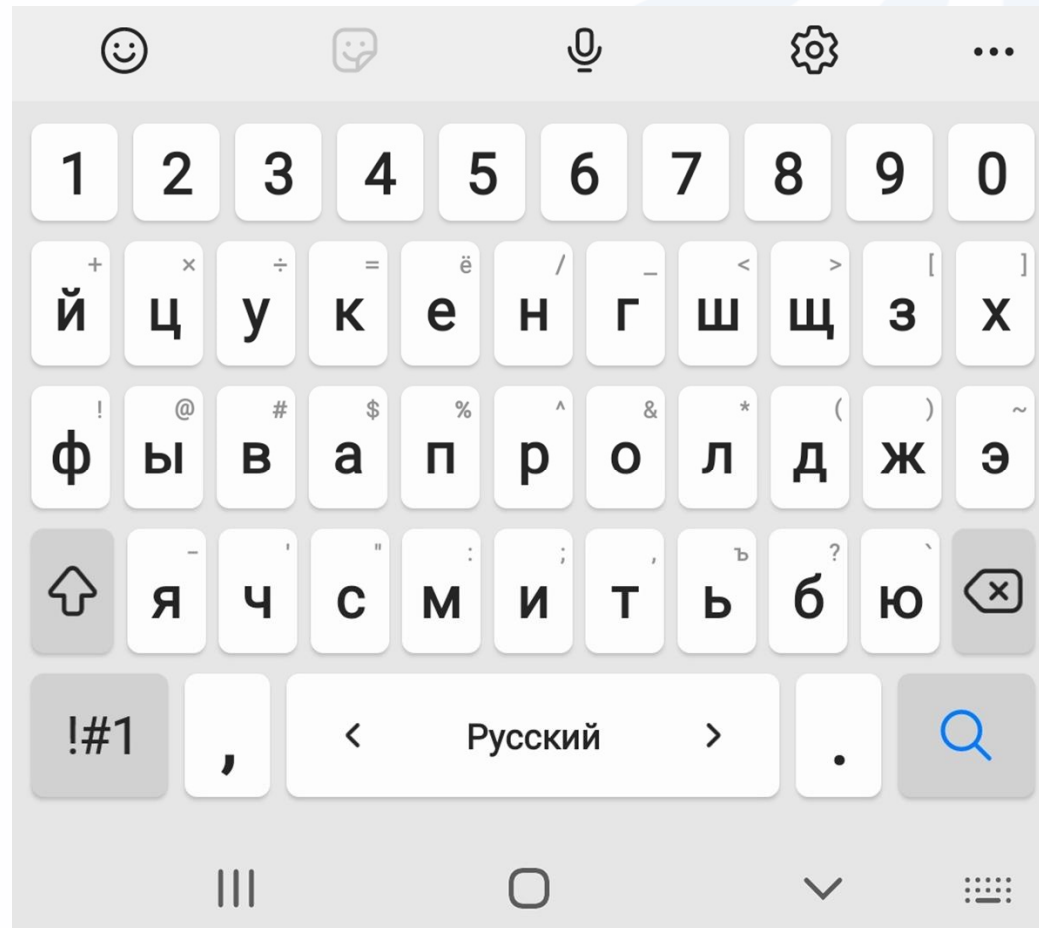 1 2 3 4 5 6 7 8 9 0
+ × ÷ = ё / _ < > [ ]
й ц у к е н г ш щ з х
! @ # $ % ^ & * ( ) ~
ф ы в а п р о л д ж э
- ' " : ; , ъ ? `
я ч с м и т ь б ю
!#1 , < Русский > .